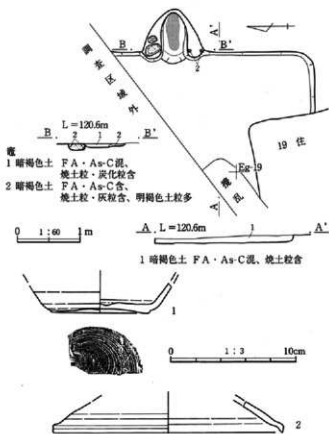 A'
B
B'
2
調査区域外
19住
Eg-19
攪乱
A
B L=120.6m 2 1 2 B'
竈
1 暗褐色土 FA・As-C混、
焼土粒・炭化粒含
2 暗褐色土 FA・As-C含、
焼土粒・灰粒含、明褐色土粒多
0 1:60 1m
A L=120.6m 1 A'
1 暗褐色土 FA・As-C混、焼土粒含
1
0 1:3 10cm
2